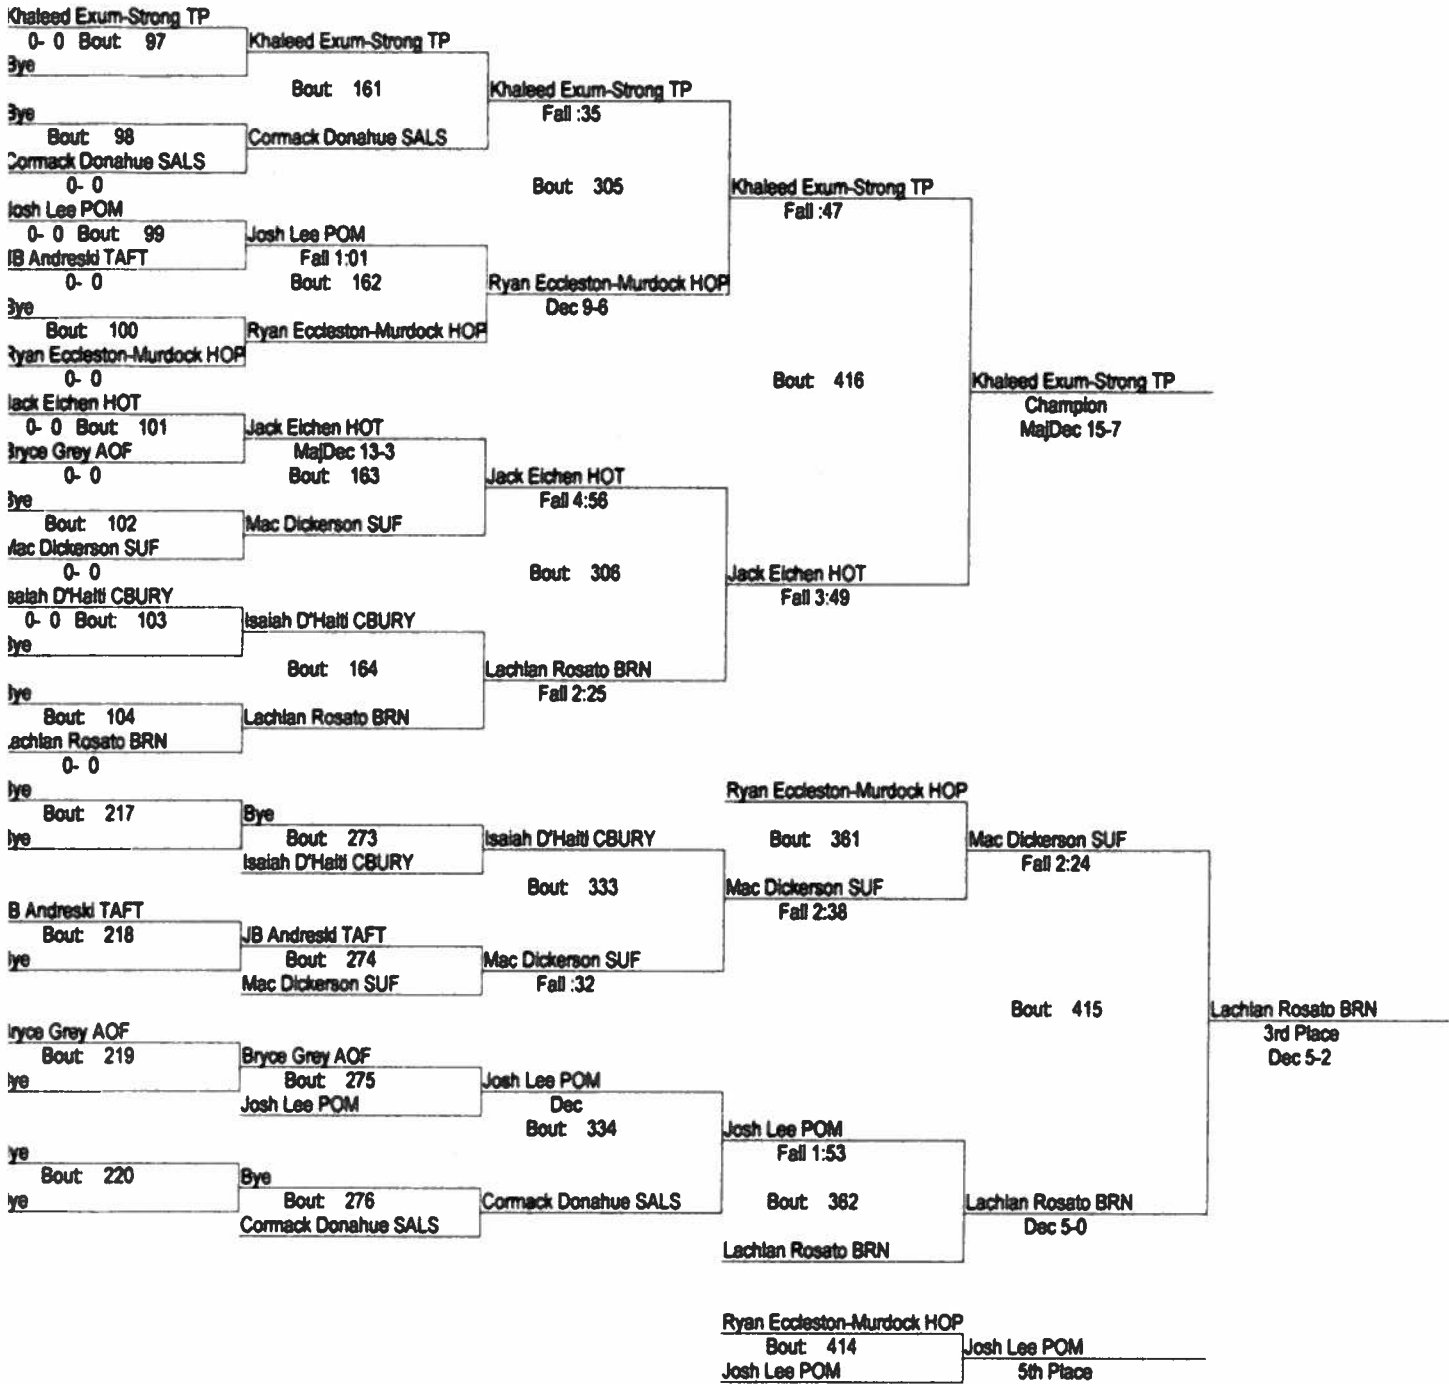 Khaleed Exum-Strong TP
0- 0 Bout: 97
Bye
Khaleed Exum-Strong TP
Bout: 161
Bye
Bout: 98
Cormack Donahue SALS
0- 0
Cormack Donahue SALS
Khaleed Exum-Strong TP
Fall :35
Bout: 305
Josh Lee POM
0- 0 Bout: 99
JB Andreski TAFT
0- 0
Josh Lee POM
Fall 1:01
Bout: 162
Bye
Bout: 100
Ryan Eccleston-Murdock HOP
0- 0
Ryan Eccleston-Murdock HOP
Ryan Eccleston-Murdock HOP
Dec 9-6
Khaleed Exum-Strong TP
Fall :47
Bout: 416
Khaleed Exum-Strong TP
Champion
MajDec 15-7
Jack Eichen HOT
0- 0 Bout: 101
Bryce Grey AOF
0- 0
Jack Eichen HOT
MajDec 13-3
Bout: 163
Bye
Bout: 102
Mac Dickerson SUF
0- 0
Mac Dickerson SUF
Jack Eichen HOT
Fall 4:56
Bout: 306
Isaiah D'Haiti CBURY
0- 0 Bout: 103
Bye
Isaiah D'Haiti CBURY
Bout: 164
Bye
Bout: 104
Lachlan Rosato BRN
0- 0
Lachlan Rosato BRN
Lachlan Rosato BRN
Fall 2:25
Jack Eichen HOT
Fall 3:49
Bye
Bout: 217
Bye
Bye
Bout: 273
Isaiah D'Haiti CBURY
Isaiah D'Haiti CBURY
Bout: 333
JB Andreski TAFT
Bout: 218
Bye
JB Andreski TAFT
Bout: 274
Mac Dickerson SUF
Mac Dickerson SUF
Fall :32
Ryan Eccleston-Murdock HOP
Bout: 361
Mac Dickerson SUF
Fall 2:38
Mac Dickerson SUF
Fall 2:24
Bout: 415
Lachlan Rosato BRN
3rd Place
Dec 5-2
Bryce Grey AOF
Bout: 219
Bye
Bryce Grey AOF
Bout: 275
Josh Lee POM
Josh Lee POM
Dec
Bout: 334
Bye
Bout: 220
Bye
Bye
Bout: 276
Cormack Donahue SALS
Cormack Donahue SALS
Josh Lee POM
Fall 1:53
Bout: 362
Lachlan Rosato BRN
Lachlan Rosato BRN
Dec 5-0
Ryan Eccleston-Murdock HOP
Bout: 414
Josh Lee POM
Josh Lee POM
5th Place